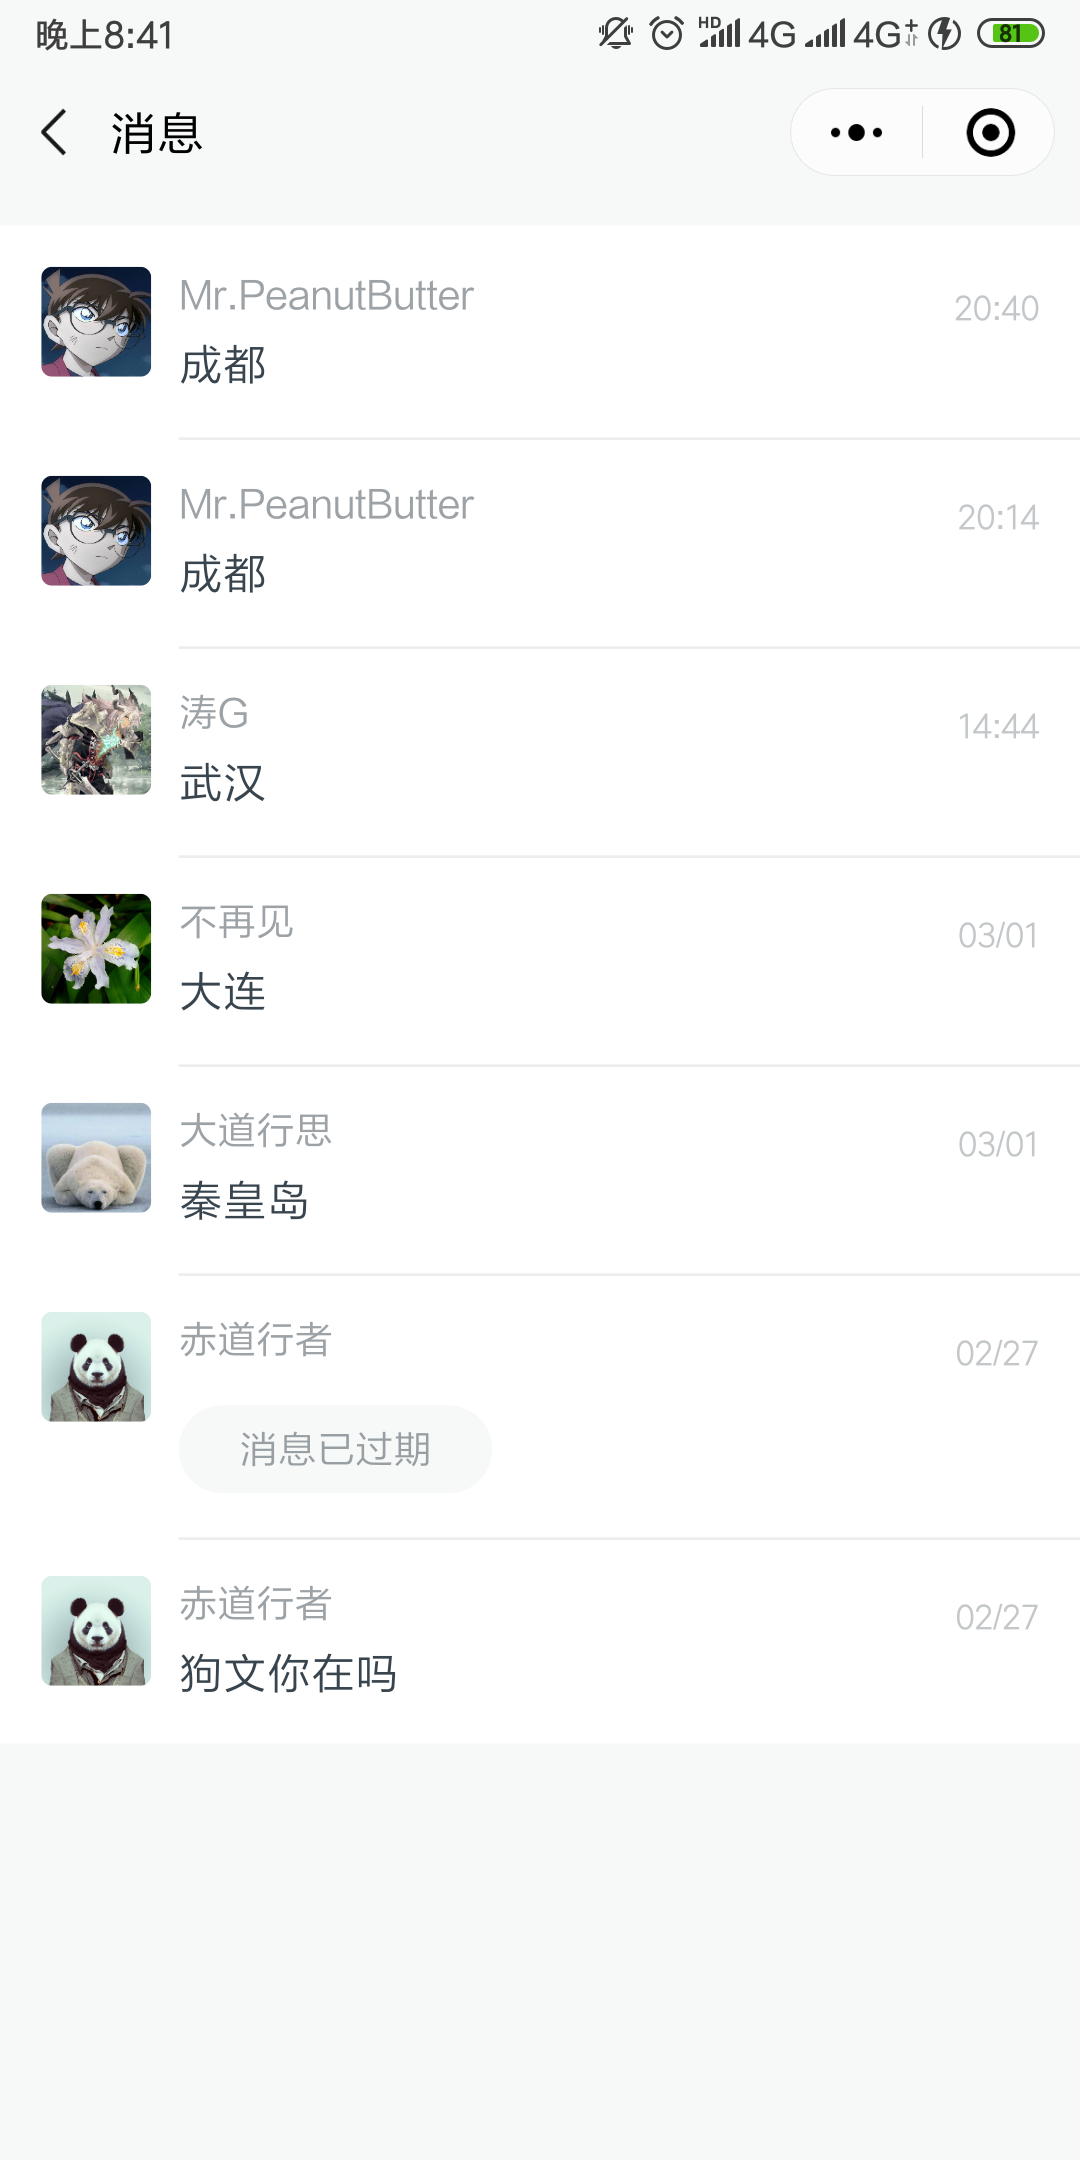 晚上8:41
HD 4G 4G+ 81
消息
Mr.PeanutButter
20:40
成都
Mr.PeanutButter
20:14
成都
涛G
14:44
武汉
不再见
03/01
大连
大道行思
03/01
秦皇岛
赤道行者
02/27
消息已过期
赤道行者
02/27
狗文你在吗